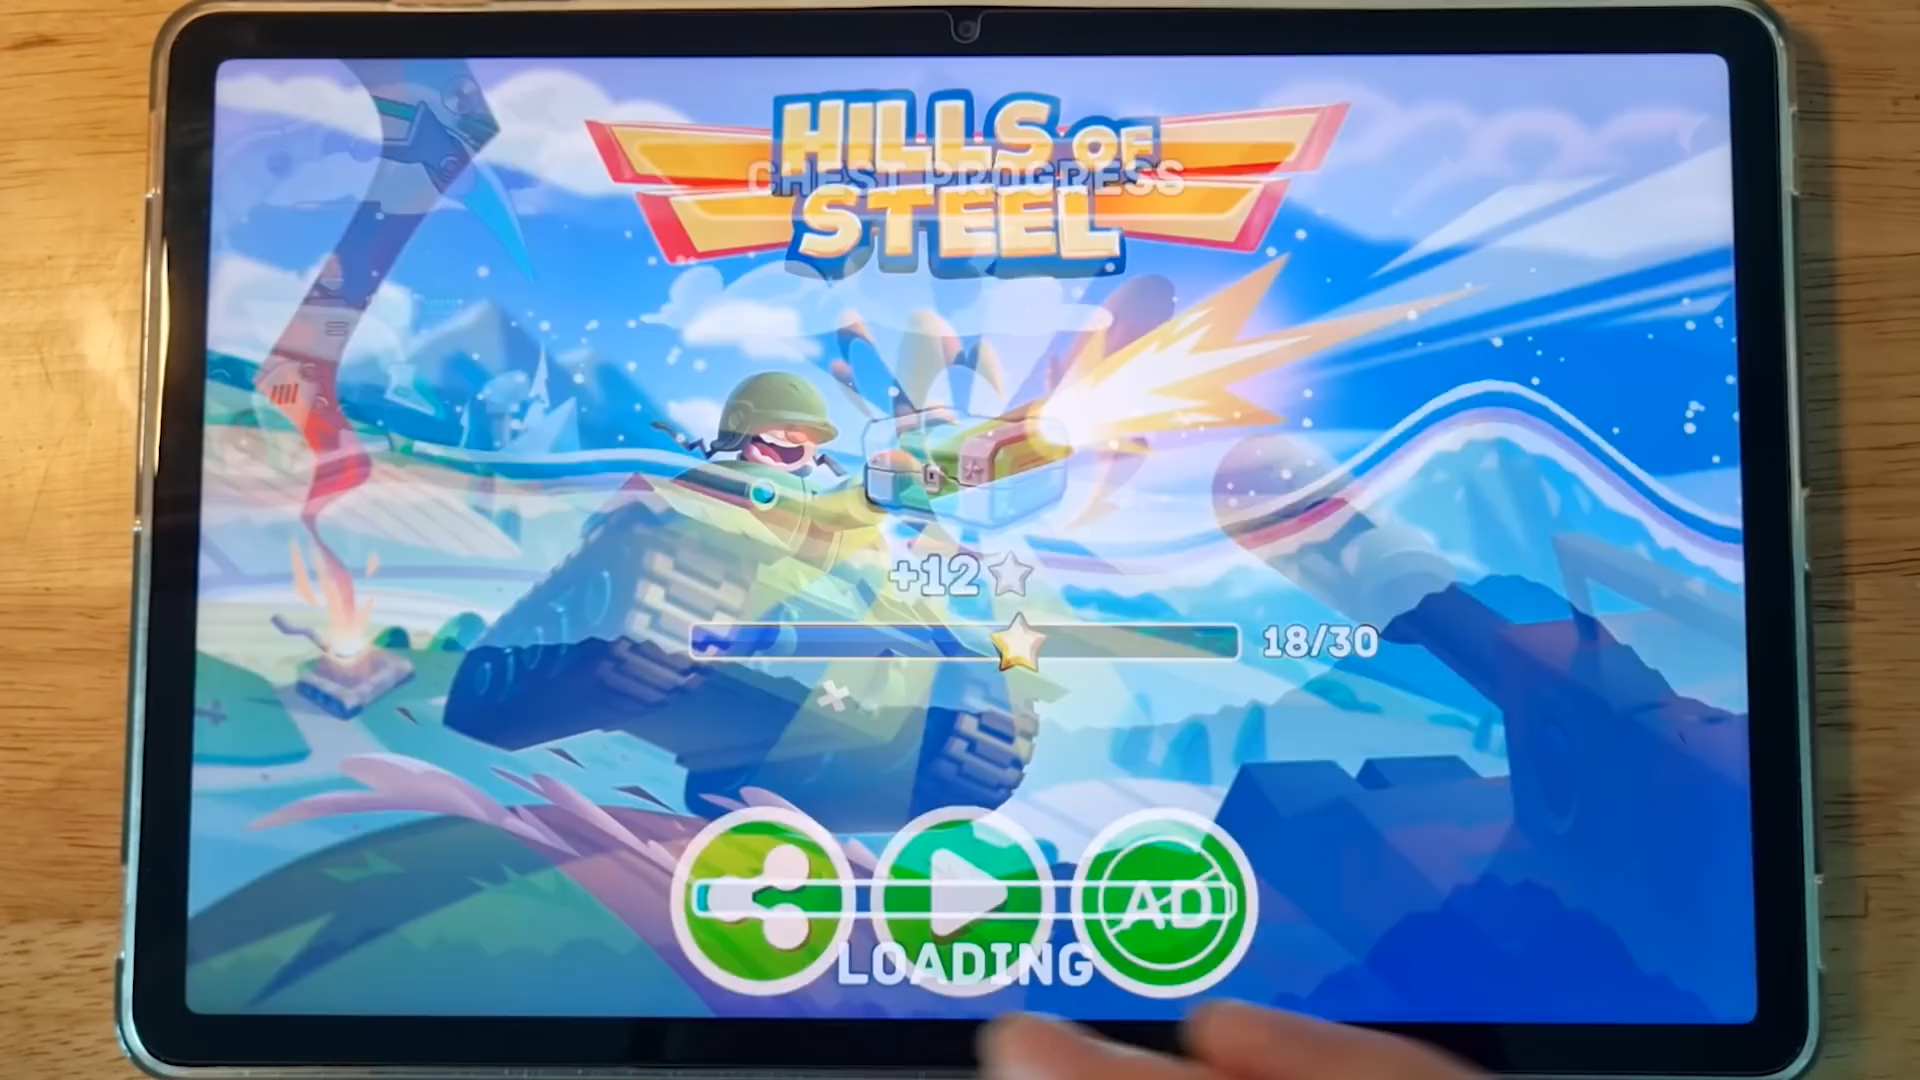 HILLS OF
CHEST PROGRESS
STEEL
+12
18/30
AD
LOADING